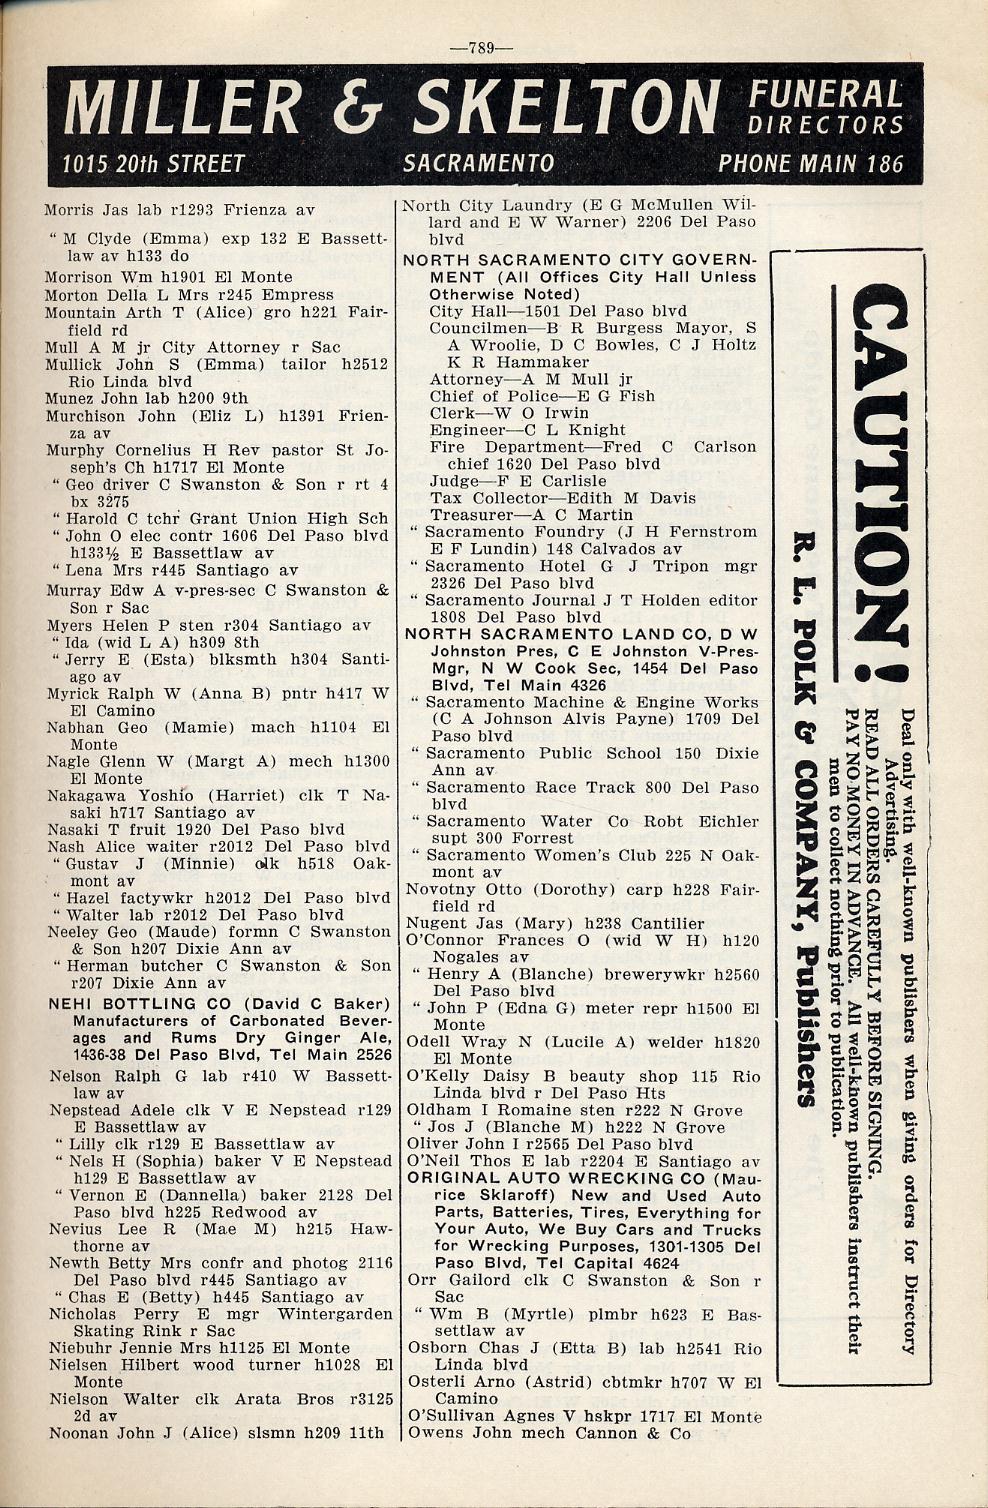 —789—
MILLER & SKELTON FUNERAL DIRECTORS
1015 20th STREET SACRAMENTO PHONE MAIN 186
Morris Jas lab r1293 Frienza av
" M Clyde (Emma) exp 132 E Bassett-
law av h133 do
Morrison Wm h1901 El Monte
Morton Della L Mrs r245 Empress
Mountain Arth T (Alice) gro h221 Fair-
field rd
Mull A M jr City Attorney r Sac
Mullick John S (Emma) tailor h2512
Rio Linda blvd
Munez John lab h200 9th
Murchison John (Eliz L) h1391 Frien-
za av
Murphy Cornelius H Rev pastor St Jo-
seph's Ch h1717 El Monte
" Geo driver C Swanston & Son r rt 4
bx 3275
" Harold C tchr Grant Union High Sch
" John O elec contr 1606 Del Paso blvd
h133½ E Bassettlaw av
" Lena Mrs r445 Santiago av
Murray Edw A v-pres-sec C Swanston &
Son r Sac
Myers Helen P sten r304 Santiago av
" Ida (wid L A) h309 8th
" Jerry E (Esta) blksmth h304 Santi-
ago av
Myrick Ralph W (Anna B) pntr h417 W
El Camino
Nabhan Geo (Mamie) mach h1104 El
Monte
Nagle Glenn W (Margt A) mech h1300
El Monte
Nakagawa Yoshio (Harriet) clk T Na-
saki h717 Santiago av
Nasaki T fruit 1920 Del Paso blvd
Nash Alice waiter r2012 Del Paso blvd
" Gustav J (Minnie) clk h518 Oak-
mont av
" Hazel factywkr h2012 Del Paso blvd
" Walter lab r2012 Del Paso blvd
Neeley Geo (Maude) formn C Swanston
& Son h207 Dixie Ann av
" Herman butcher C Swanston & Son
r207 Dixie Ann av
NEHI BOTTLING CO (David C Baker)
Manufacturers of Carbonated Bever-
ages and Rums Dry Ginger Ale,
1436-38 Del Paso Blvd, Tel Main 2526
Nelson Ralph G lab r410 W Bassett-
law av
Nepstead Adele clk V E Nepstead r129
E Bassettlaw av
" Lilly clk r129 E Bassettlaw av
" Nels H (Sophia) baker V E Nepstead
h129 E Bassettlaw av
" Vernon E (Dannella) baker 2128 Del
Paso blvd h225 Redwood av
Nevius Lee R (Mae M) h215 Haw-
thorne av
Newth Betty Mrs confr and photog 2116
Del Paso blvd r445 Santiago av
" Chas E (Betty) h445 Santiago av
Nicholas Perry E mgr Wintergarden
Skating Rink r Sac
Niebuhr Jennie Mrs h1125 El Monte
Nielsen Hilbert wood turner h1028 El
Monte
Nielson Walter clk Arata Bros r3125
2d av
Noonan John J (Alice) slsmn h209 11th
North City Laundry (E G McMullen Wil-
lard and E W Warner) 2206 Del Paso
blvd
NORTH SACRAMENTO CITY GOVERN-
MENT (All Offices City Hall Unless
Otherwise Noted)
City Hall—1501 Del Paso blvd
Councilmen—B R Burgess Mayor, S
A Wroolie, D C Bowles, C J Holtz
K R Hammaker
Attorney—A M Mull jr
Chief of Police—E G Fish
Clerk—W O Irwin
Engineer—C L Knight
Fire Department—Fred C Carlson
chief 1620 Del Paso blvd
Judge—F E Carlisle
Tax Collector—Edith M Davis
Treasurer—A C Martin
" Sacramento Foundry (J H Fernstrom
E F Lundin) 148 Calvados av
" Sacramento Hotel G J Tripon mgr
2326 Del Paso blvd
" Sacramento Journal J T Holden editor
1808 Del Paso blvd
NORTH SACRAMENTO LAND CO, D W
Johnston Pres, C E Johnston V-Pres-
Mgr, N W Cook Sec, 1454 Del Paso
Blvd, Tel Main 4326
" Sacramento Machine & Engine Works
(C A Johnson Alvis Payne) 1709 Del
Paso blvd
" Sacramento Public School 150 Dixie
Ann av
" Sacramento Race Track 800 Del Paso
blvd
" Sacramento Water Co Robt Eichler
supt 300 Forrest
" Sacramento Women's Club 225 N Oak-
mont av
Novotny Otto (Dorothy) carp h228 Fair-
field rd
Nugent Jas (Mary) h238 Cantilier
O'Connor Frances O (wid W H) h120
Nogales av
" Henry A (Blanche) brewerywkr h2560
Del Paso blvd
" John P (Edna G) meter repr h1500 El
Monte
Odell Wray N (Lucile A) welder h1820
El Monte
O'Kelly Daisy B beauty shop 115 Rio
Linda blvd r Del Paso Hts
Oldham I Romaine sten r222 N Grove
" Jos J (Blanche M) h222 N Grove
Oliver John I r2565 Del Paso blvd
O'Neil Thos E lab r2204 E Santiago av
ORIGINAL AUTO WRECKING CO (Mau-
rice Sklaroff) New and Used Auto
Parts, Batteries, Tires, Everything for
Your Auto, We Buy Cars and Trucks
for Wrecking Purposes, 1301-1305 Del
Paso Blvd, Tel Capital 4624
Orr Gailord clk C Swanston & Son r
Sac
" Wm B (Myrtle) plmbr h623 E Bas-
settlaw av
Osborn Chas J (Etta B) lab h2541 Rio
Linda blvd
Osterli Arno (Astrid) cbtmkr h707 W El
Camino
O'Sullivan Agnes V hskpr 1717 El Monte
Owens John mech Cannon & Co
CAUTION!
Deal only with well-known publishers when giving orders for Directory
Advertising.
READ ALL ORDERS CAREFULLY BEFORE SIGNING.
PAY NO MONEY IN ADVANCE. All well-known publishers instruct their
men to collect nothing prior to publication.
R. L. POLK & COMPANY, Publishers